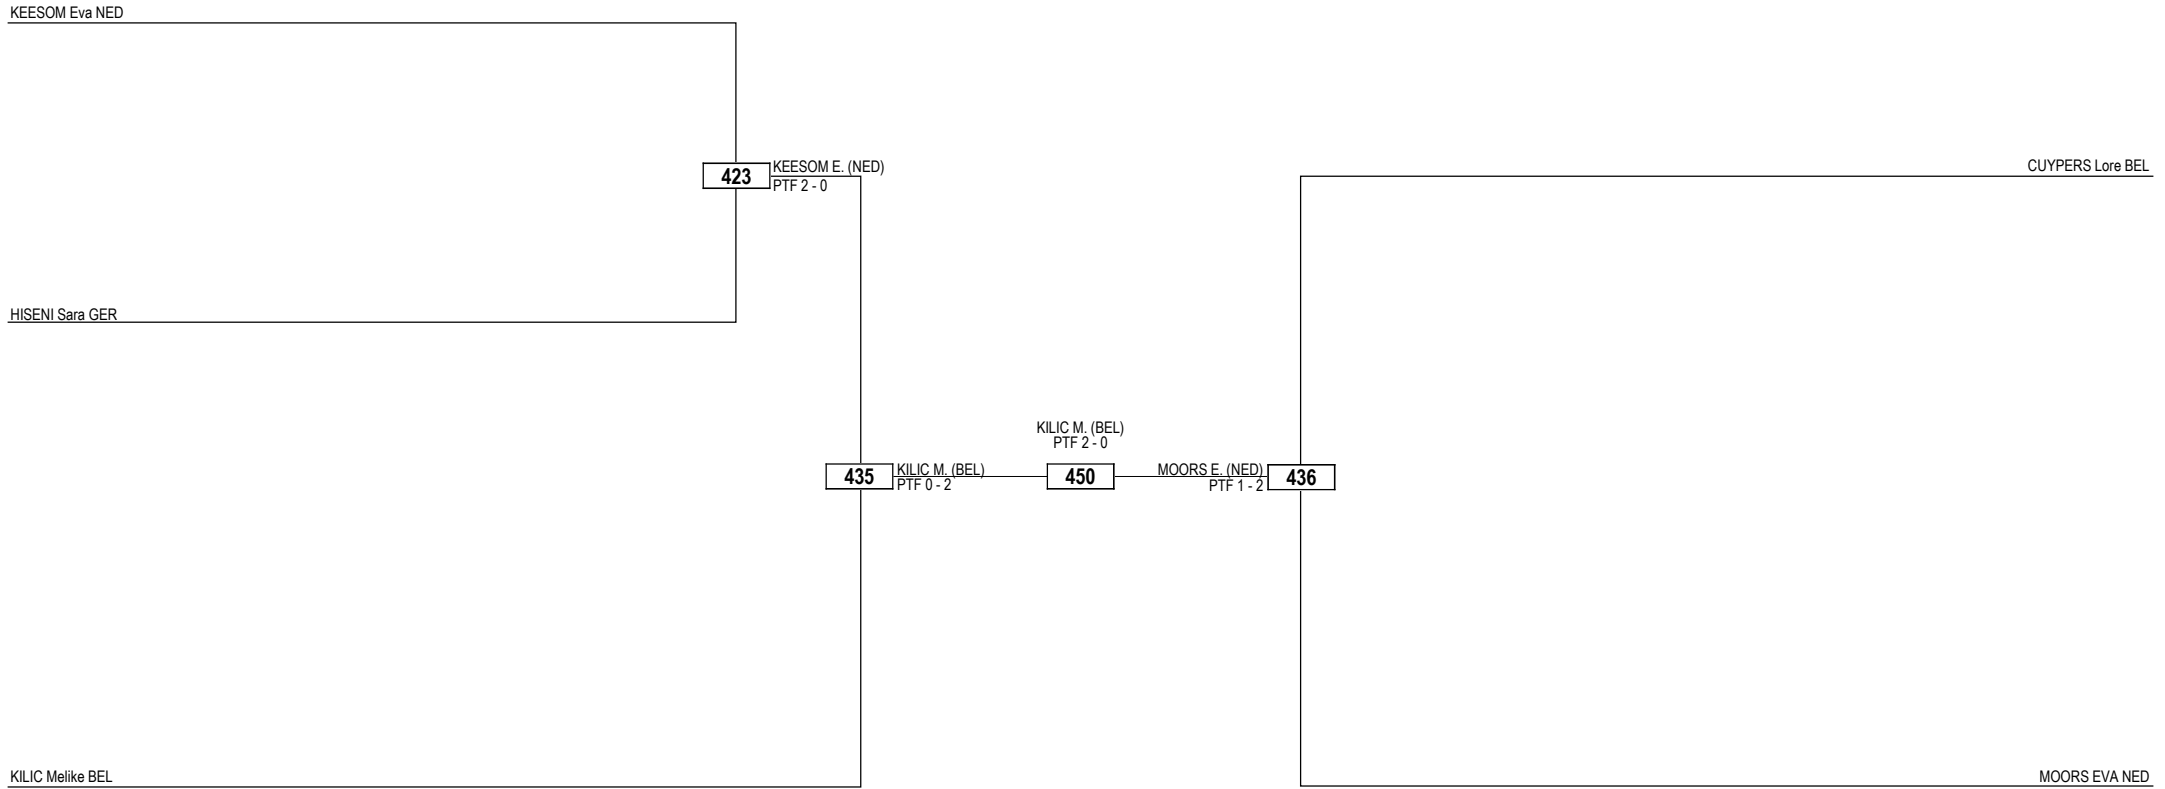 KEESOM Eva NED
KEESOM E. (NED)
423
PTF 2 - 0
CUYPERS Lore BEL
HISENI Sara GER
KILIC M. (BEL)
PTF 2 - 0
435
KILIC M. (BEL)
PTF 0 - 2
450
MOORS E. (NED)
PTF 1 - 2
436
KILIC Melike BEL
MOORS EVA NED